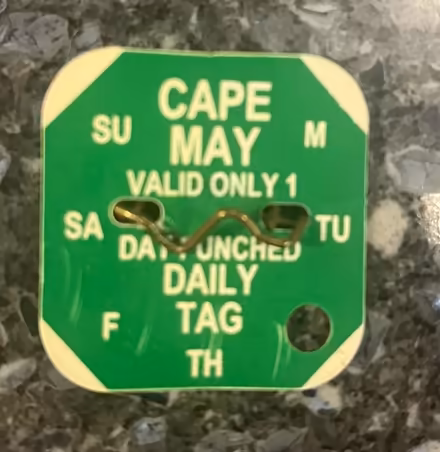 CAPE
SU MAY M
VALID ONLY 1
SA TU
DAY PUNCHED
DAILY
F TAG
TH